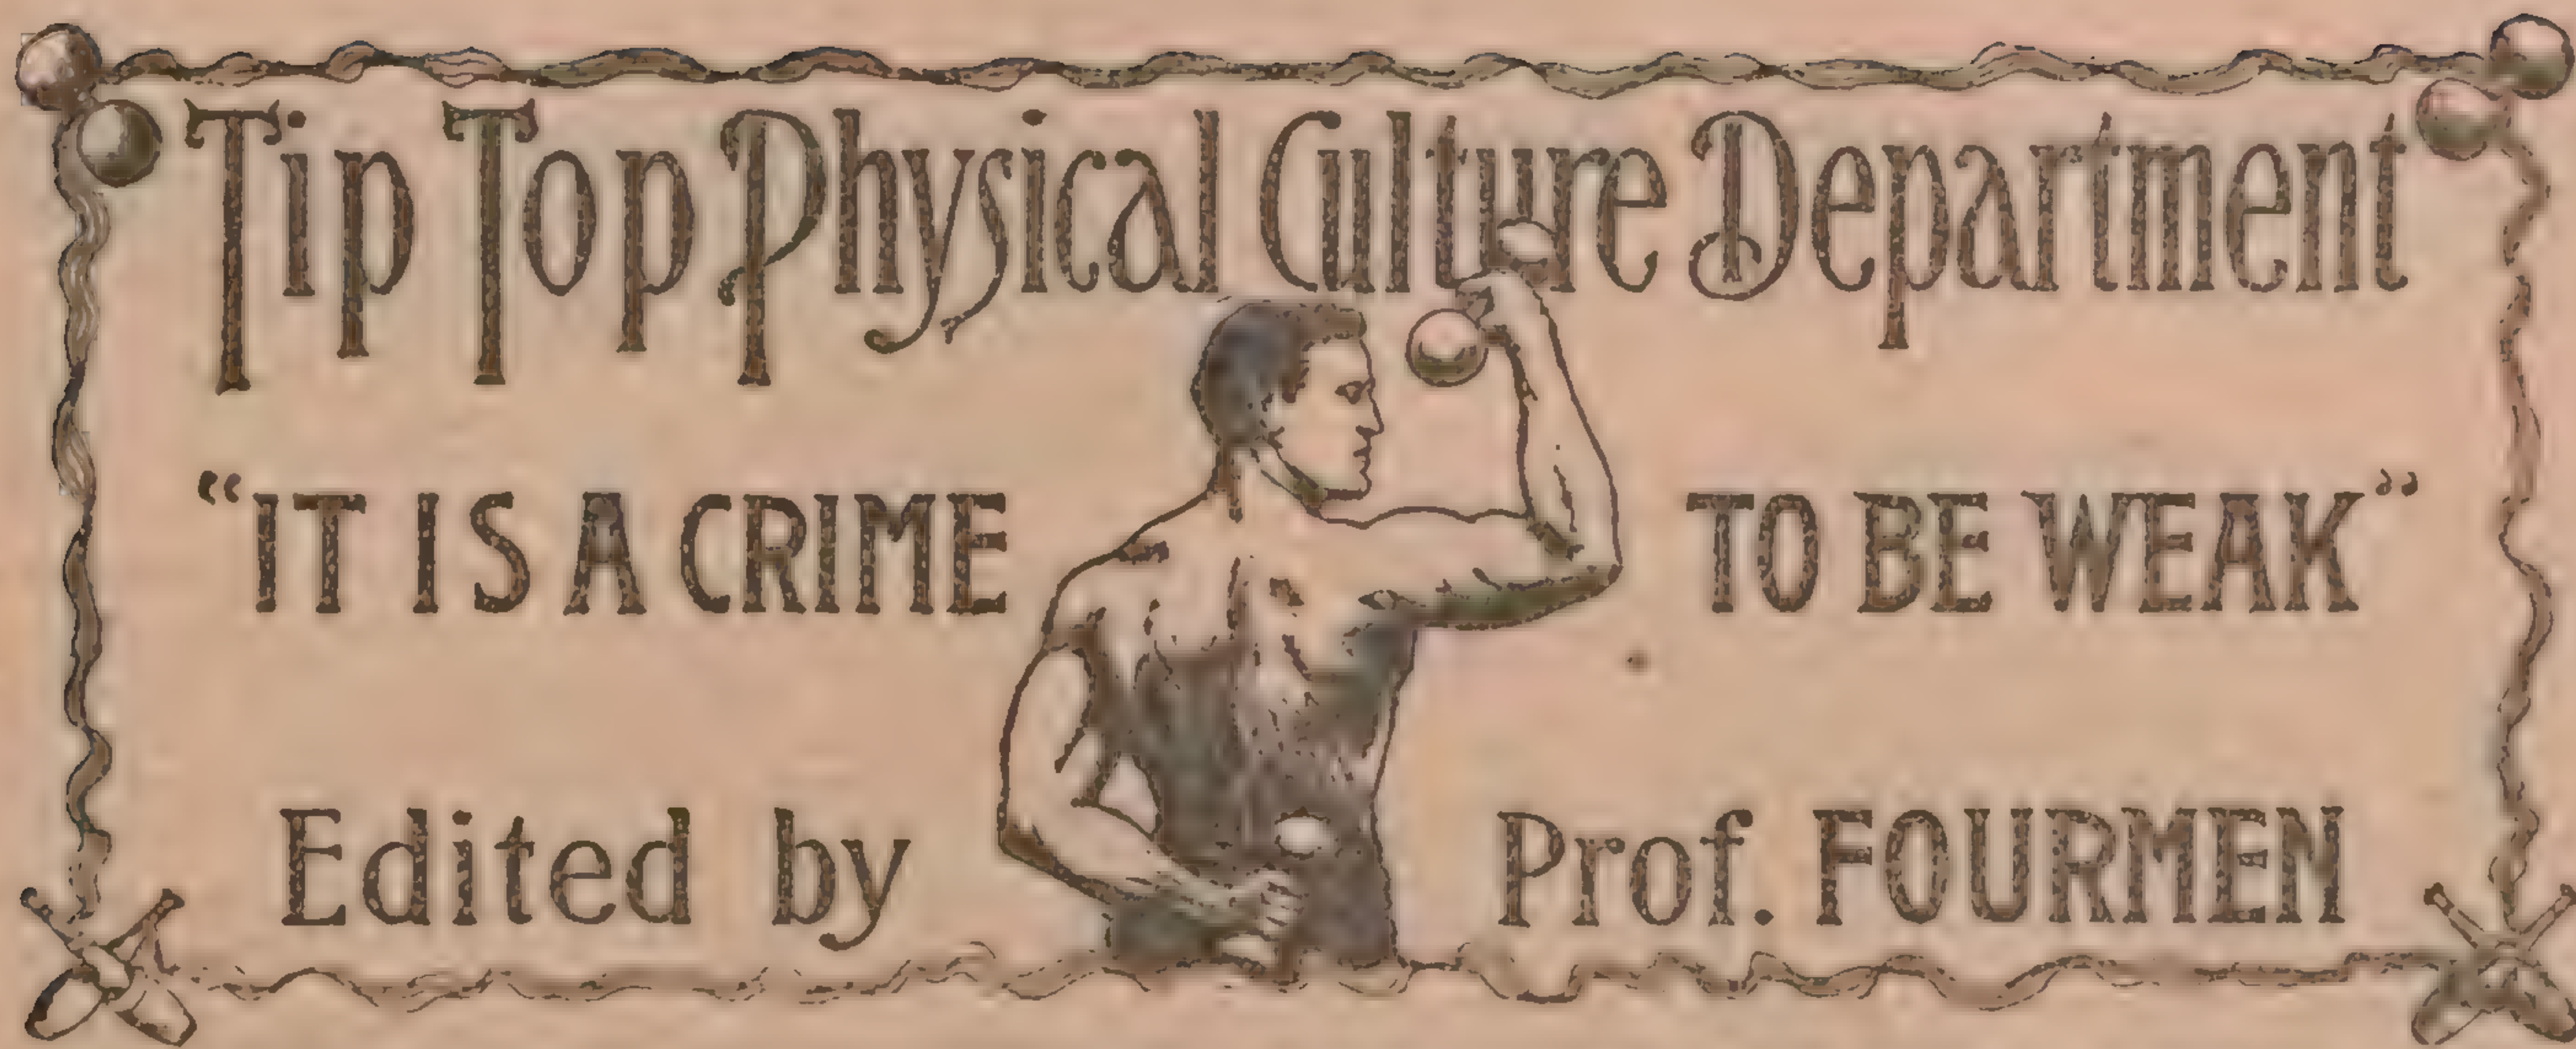 Tip Top Physical Culture Department
“IT IS A CRIME TO BE WEAK”
Edited by Prof. FOURMEN